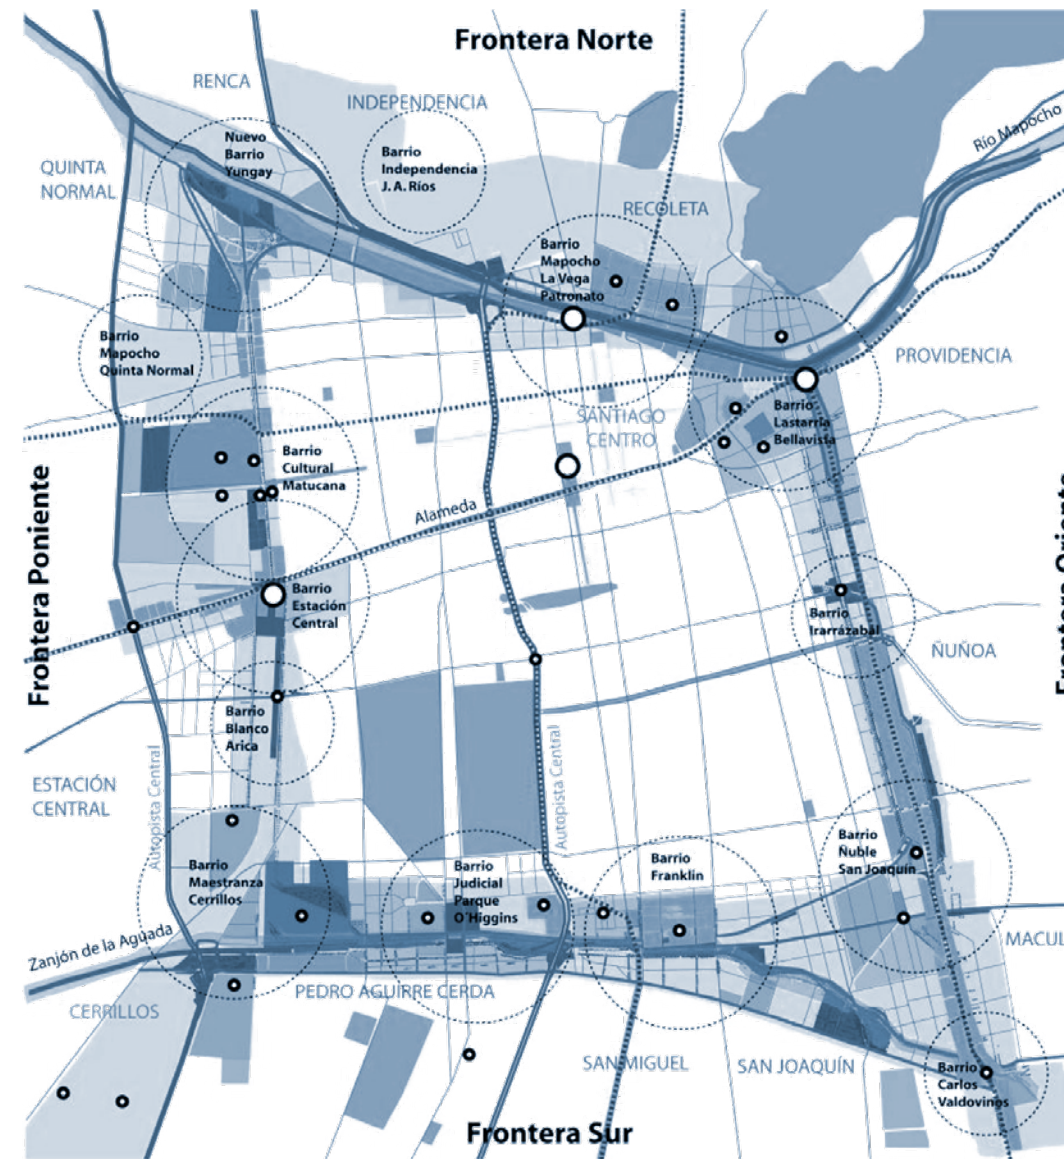 Frontera Norte
RENCA
INDEPENDENCIA
Río Mapocho
Nuevo
Barrio
Yungay
Barrio
Independencia
J. A. Ríos
QUINTA
NORMAL
RECOLETA
Barrio
Mapocho
La Vega
Patronato
Barrio
Mapocho
Quinta Normal
PROVIDENCIA
SANTIAGO
CENTRO
Barrio
Lastarria
Bellavista
Barrio
Cultural
Matucana
Alameda
Frontera Poniente
Frontera Oriente
Barrio
Estación
Central
Barrio
Irarrázabal
ÑUÑOA
Barrio
Blanco
Arica
ESTACIÓN
CENTRAL
Autopista Central
Autopista Central
Barrio
Maestranza
Cerrillos
Barrio
Judicial
Parque
O´Higgins
Barrio
Franklin
Barrio
Ñuble
San Joaquín
Zanjón de la Aguada
MACUL
CERRILLOS
PEDRO AGUIRRE CERDA
SAN MIGUEL
SAN JOAQUÍN
Barrio
Carlos
Valdovinos
Frontera Sur